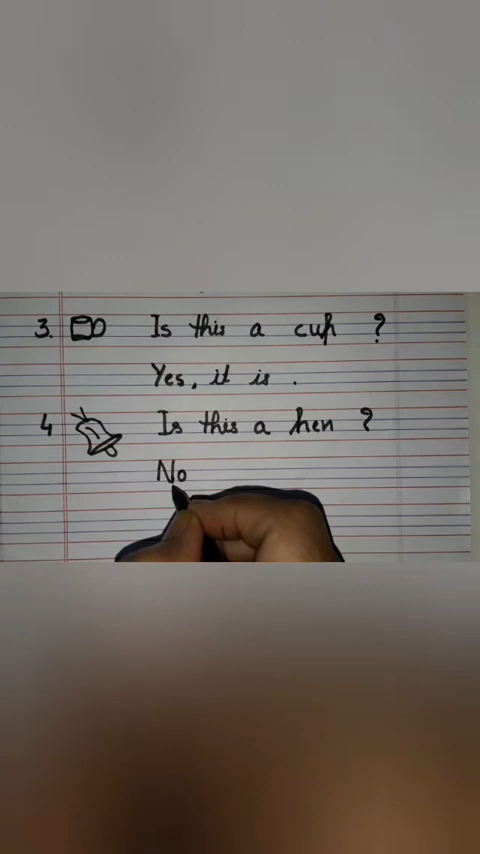 3. Is this a cup ?
Yes, it is .
4 Is this a hen ?
No